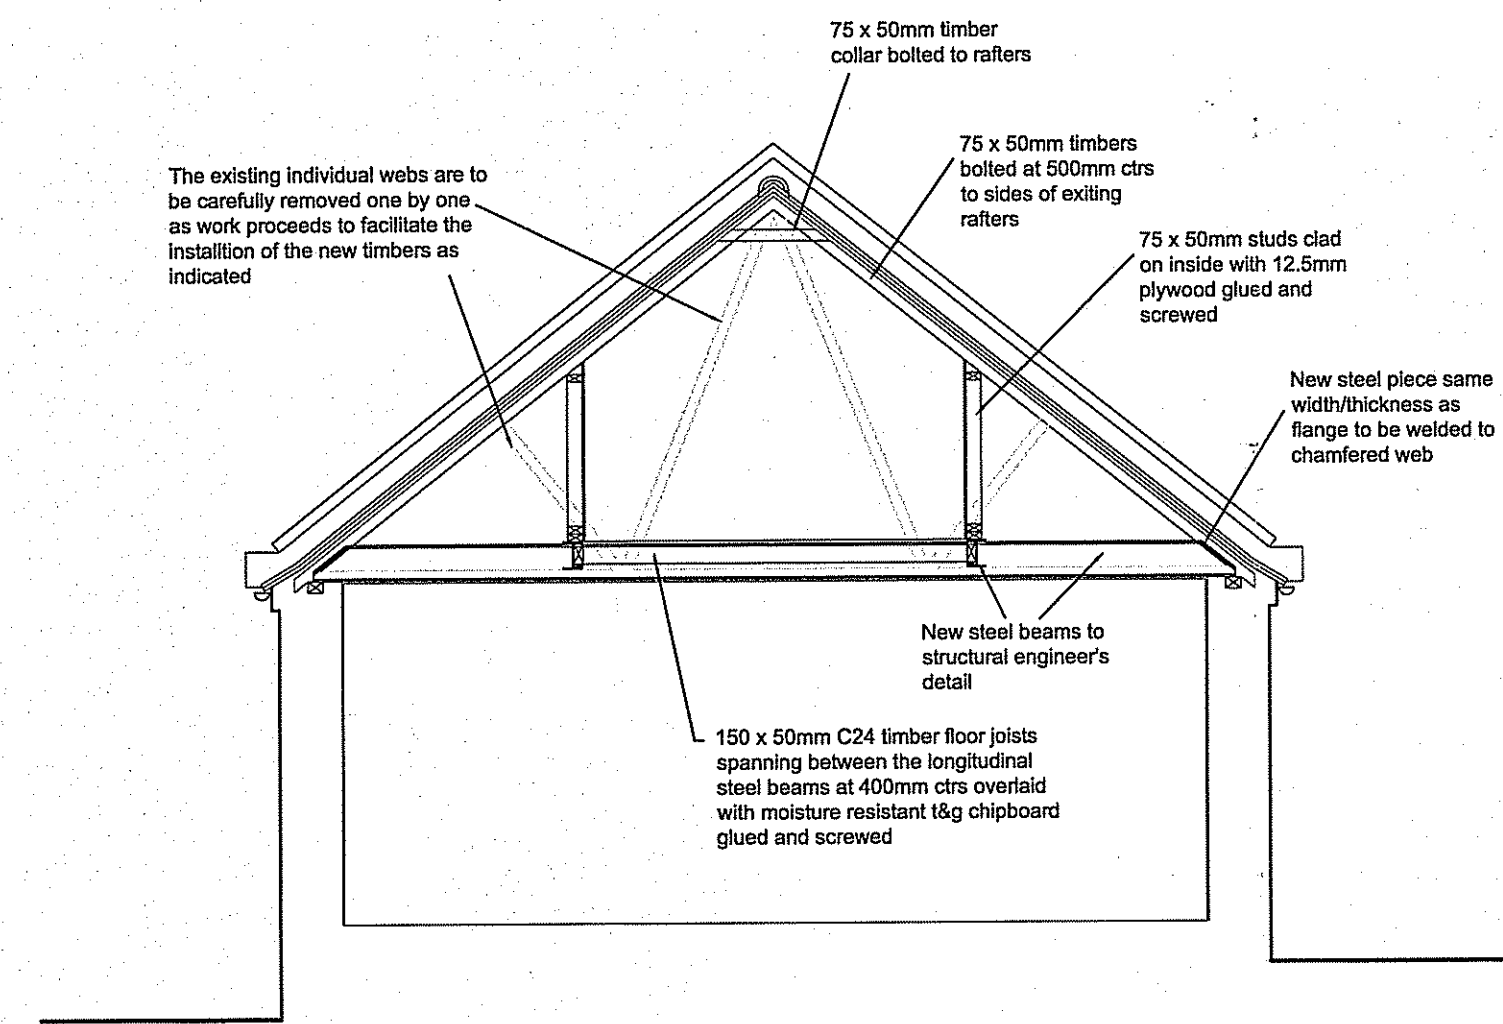 75 x 50mm timber
collar bolted to rafters
The existing individual webs are to
be carefully removed one by one
as work proceeds to facilitate the
installtion of the new timbers as
indicated
75 x 50mm timbers
bolted at 500mm ctrs
to sides of exiting
rafters
75 x 50mm studs clad
on inside with 12.5mm
plywood glued and
screwed
New steel piece same
width/thickness as
flange to be welded to
chamfered web
New steel beams to
structural engineer's
detail
150 x 50mm C24 timber floor joists
spanning between the longitudinal
steel beams at 400mm ctrs overlaid
with moisture resistant t&g chipboard
glued and screwed